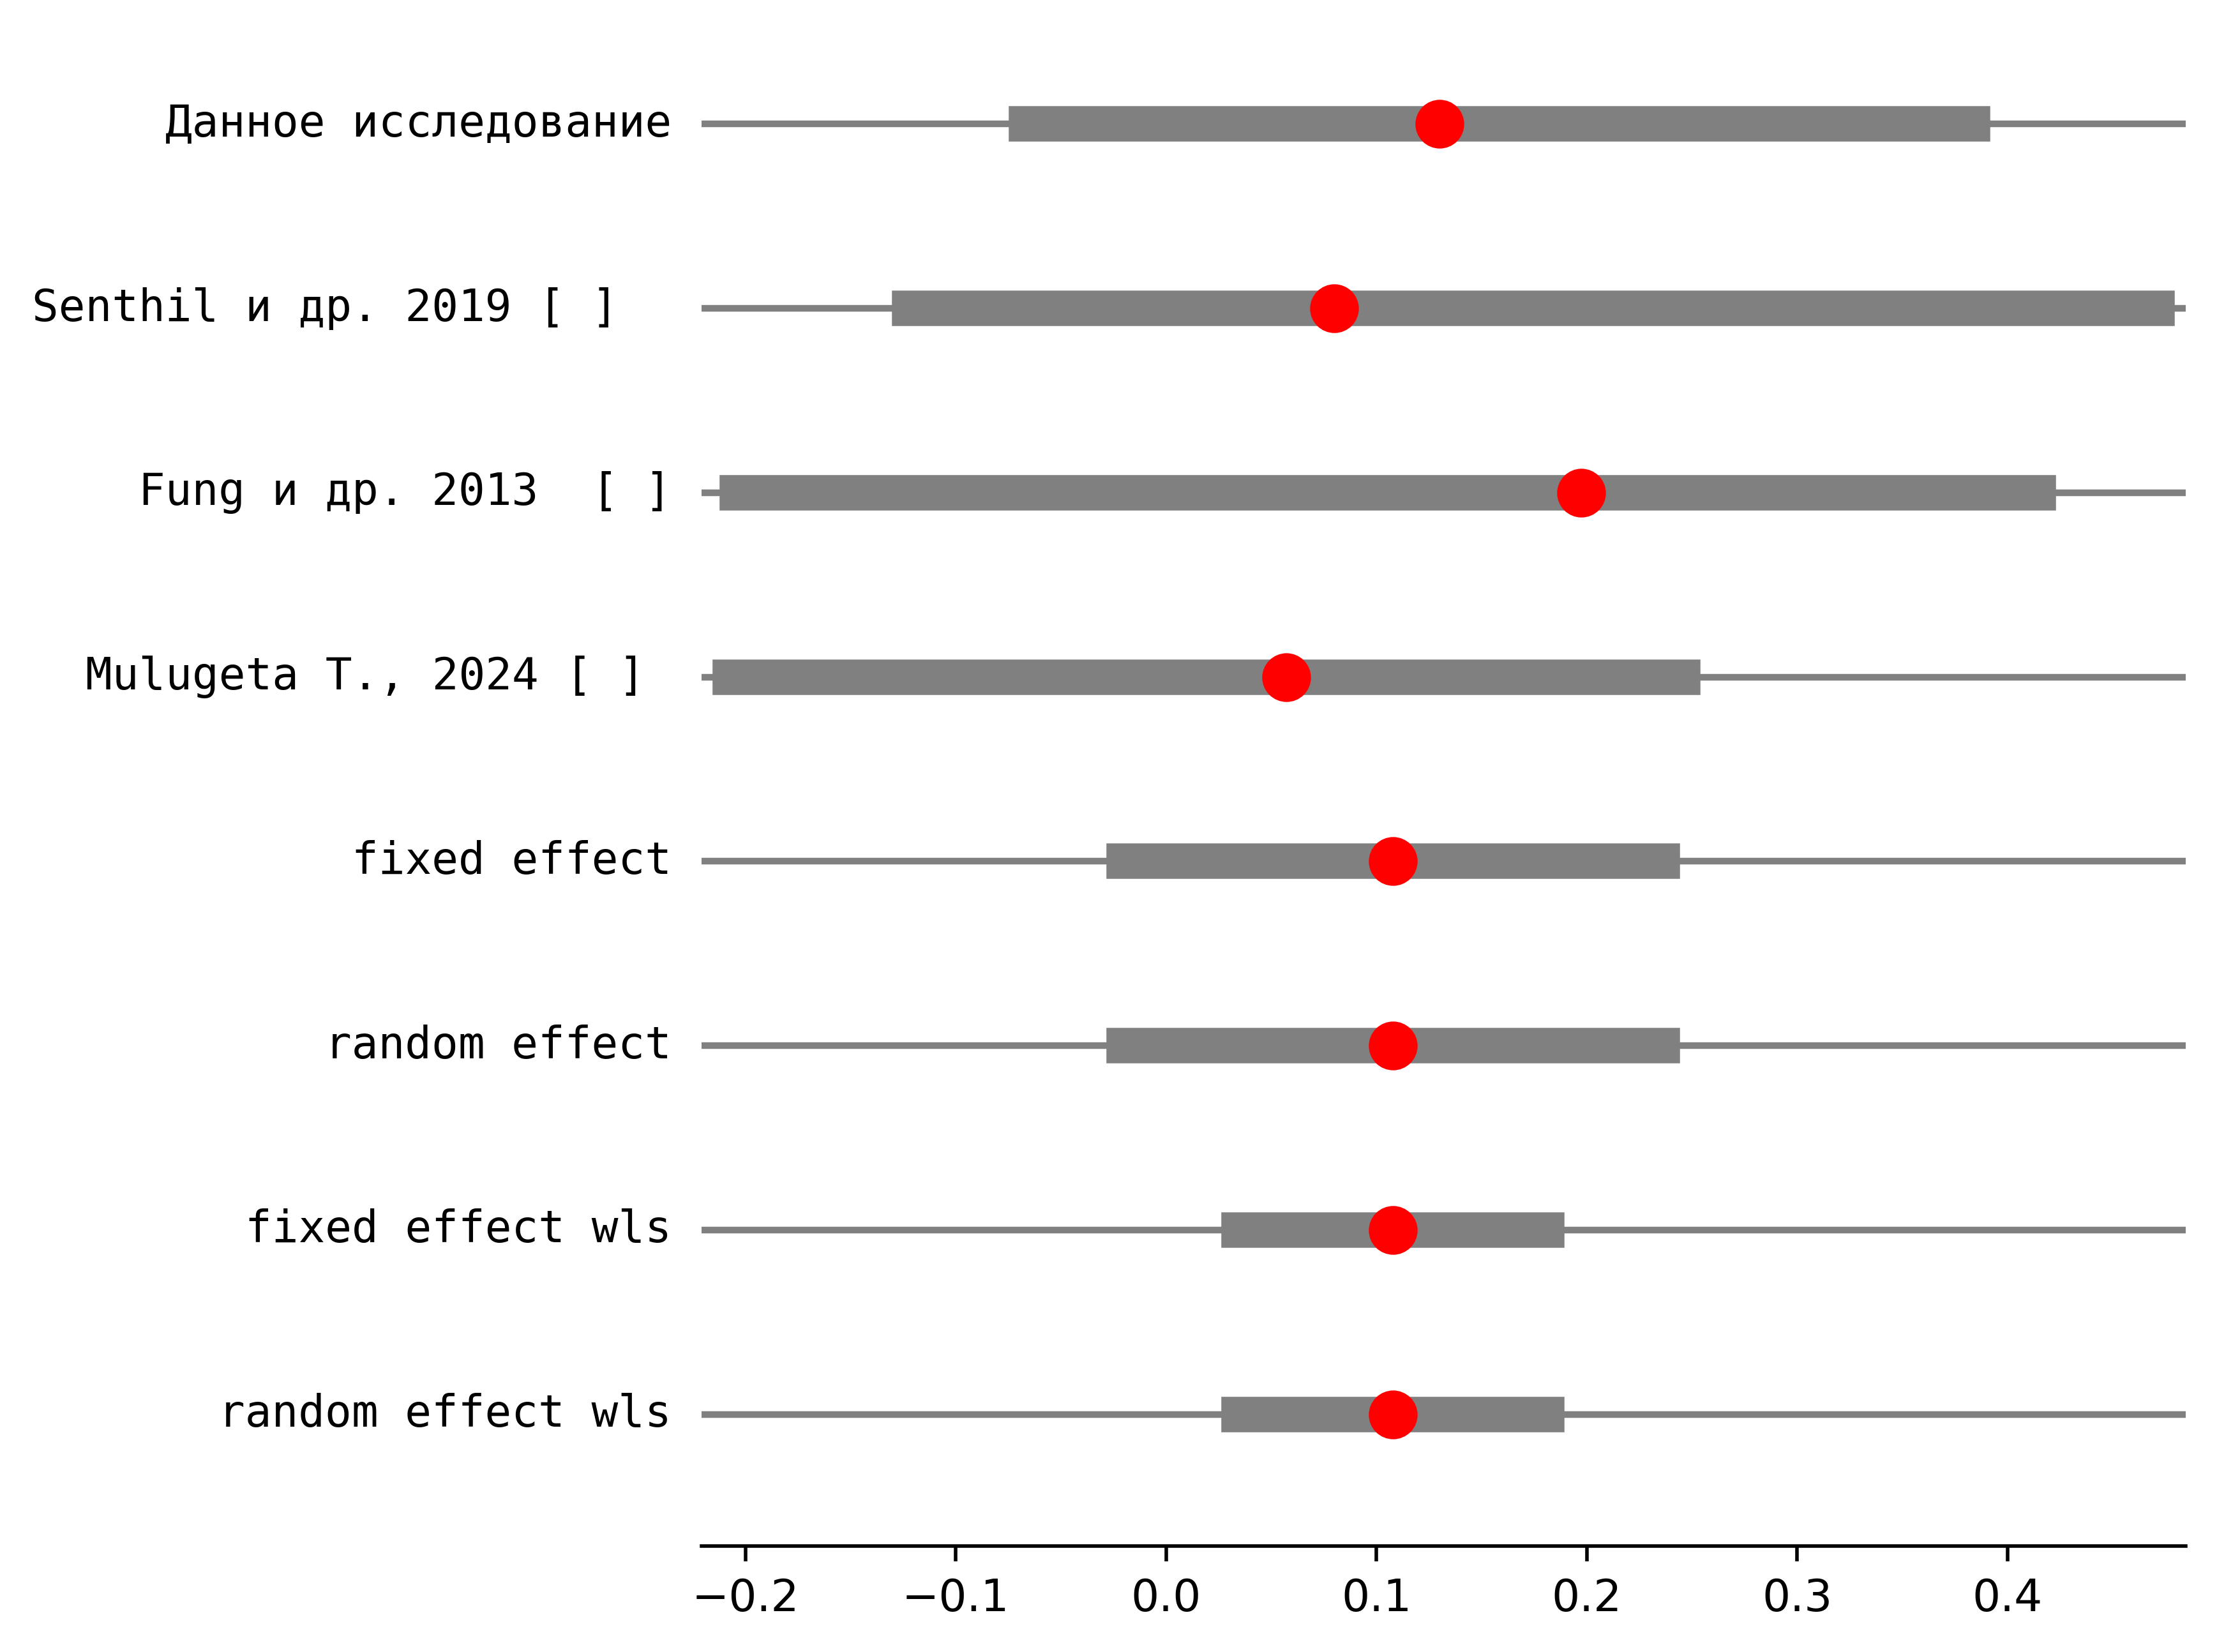 Данное исследование
Senthil и др. 2019 [ ]
Fung и др. 2013  [ ]
Mulugeta T., 2024 [ ]
fixed effect
random effect
fixed effect wls
random effect wls
−0.2 −0.1 0.0 0.1 0.2 0.3 0.4